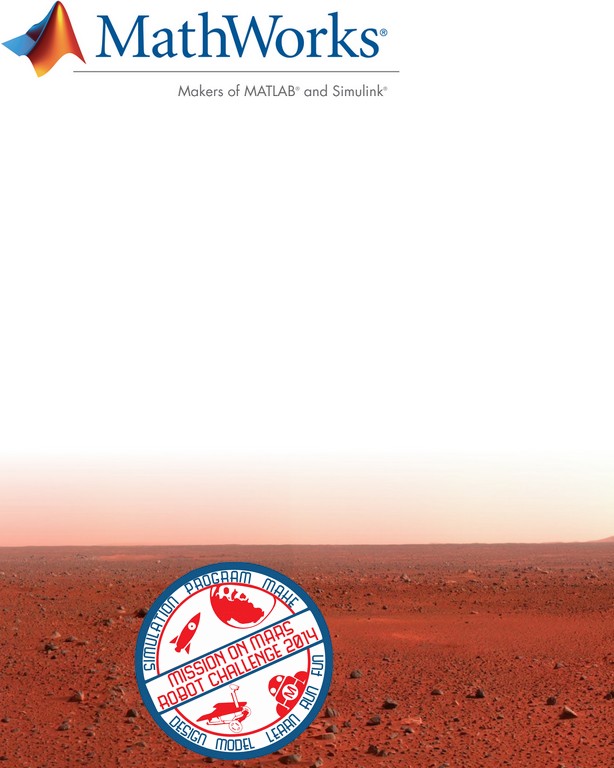 MathWorks®
Makers of MATLAB® and Simulink®
SIMULATION PROGRAM MAKE
MISSION ON MARS
ROBOT CHALLENGE 2014
M
DESIGN MODEL LEARN RUN FUN